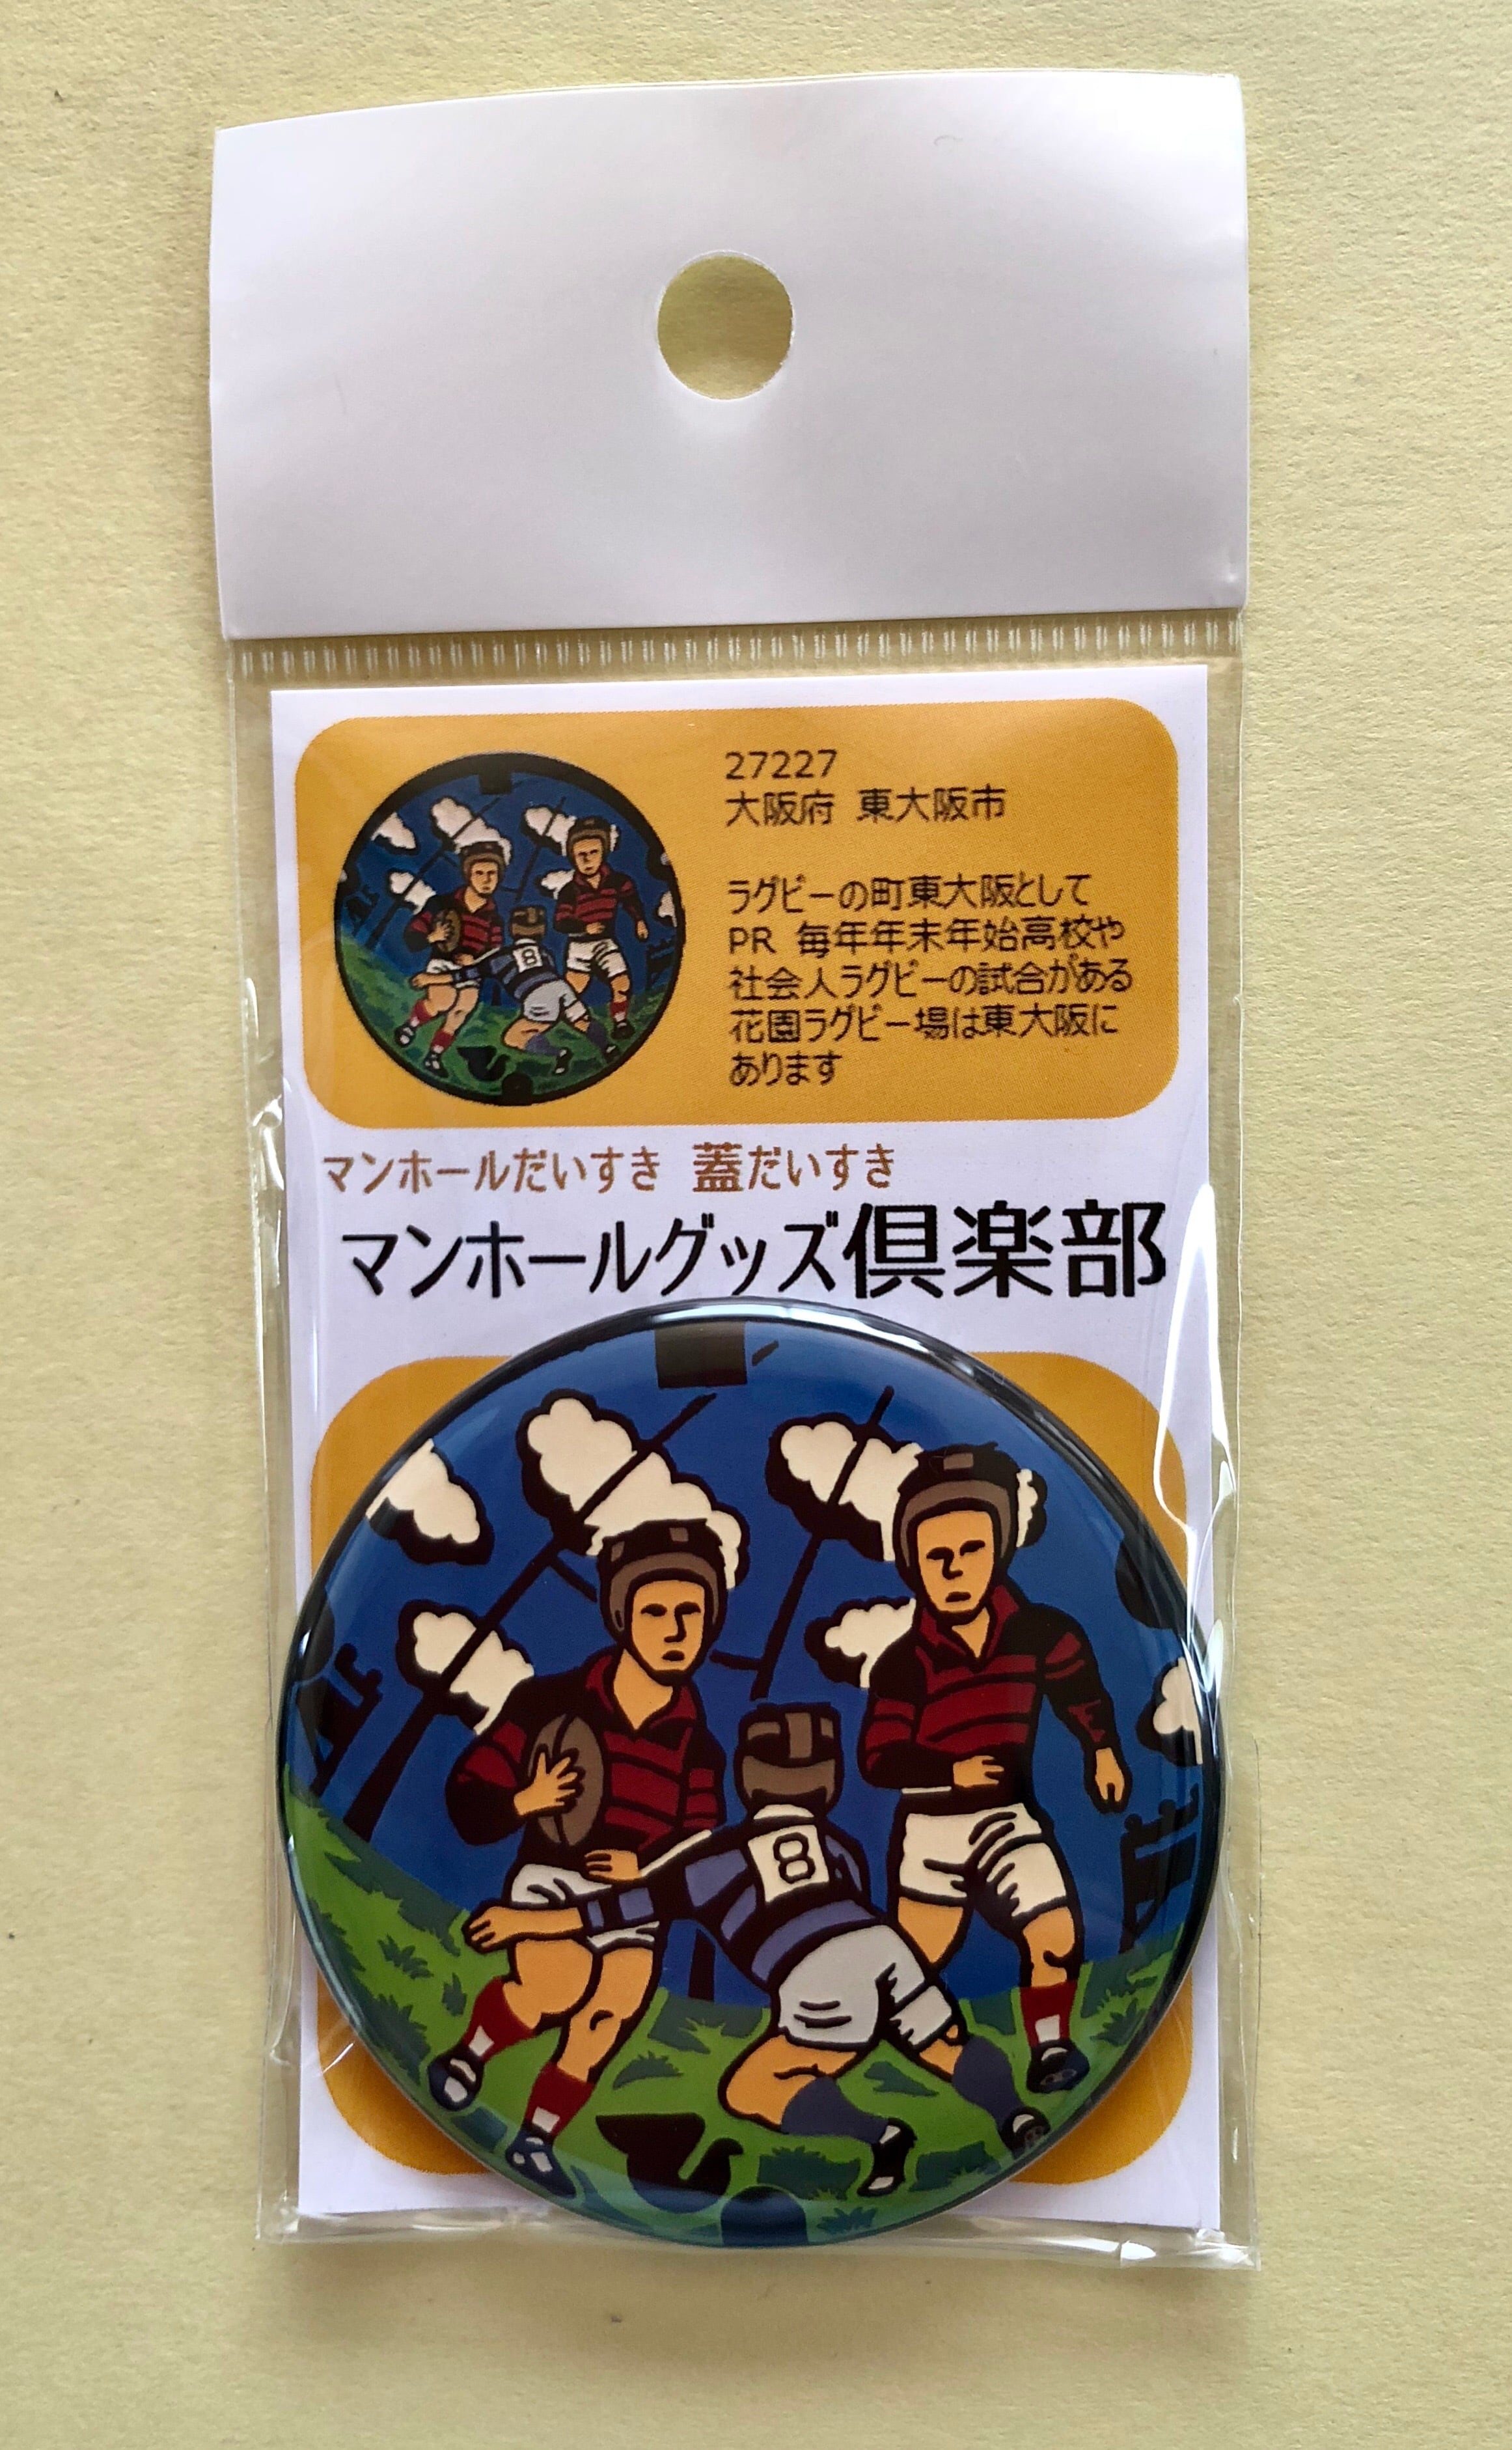 27227
大阪府 東大阪市
ラグビーの町東大阪として
PR 毎年年末年始高校や
社会人ラグビーの試合がある
花園ラグビー場は東大阪に
あります
マンホールだいすき 蓋だいすき
マンホールグッズ倶楽部
8
8